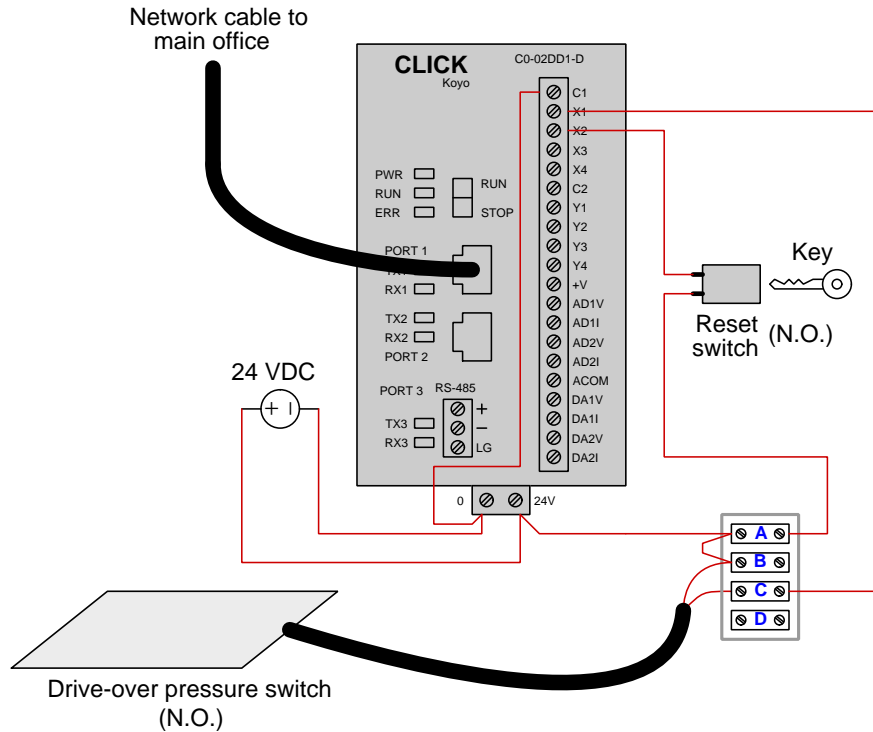 Network cable to
main office
CLICK
Koyo
C0-02DD1-D
C1
X1
X2
X3
X4
C2
Y1
Y2
Y3
Y4
+V
AD1V
AD1I
AD2V
AD2I
ACOM
DA1V
DA1I
DA2V
DA2I
PWR
RUN
ERR
RUN
STOP
PORT 1
TX1
RX1
TX2
RX2
PORT 2
PORT 3
RS-485
+
−
LG
TX3
RX3
0
24V
24 VDC
+ −
Key
Reset
switch
(N.O.)
A
B
C
D
Drive-over pressure switch
(N.O.)